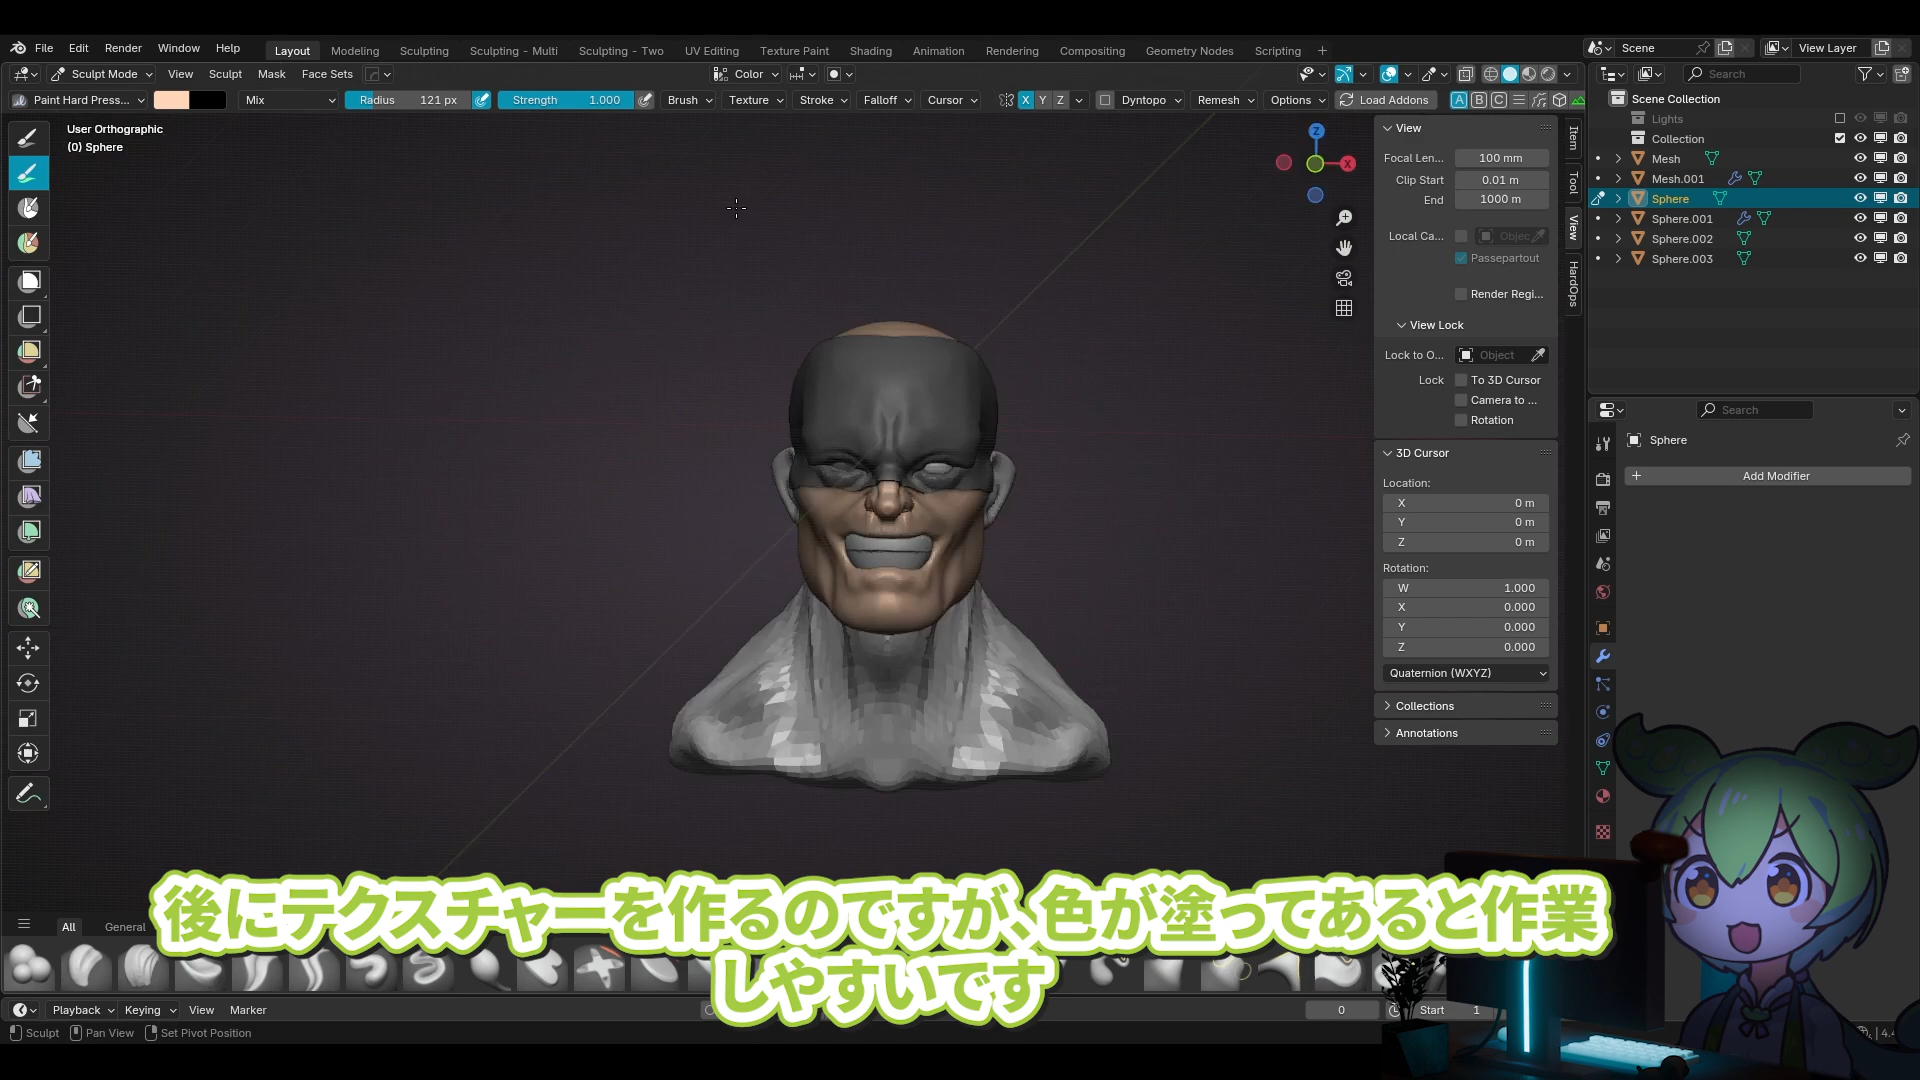 File Edit Render Window Help
Layout Modeling Sculpting Sculpting - Multi Sculpting - Two UV Editing Texture Paint Shading Animation Rendering Compositing Geometry Nodes Scripting +
Scene View Layer
Sculpt Mode View Sculpt Mask Face Sets Color
Search
Paint Hard Press... Mix Radius 121 px Strength 1.000 Brush Texture Stroke Falloff Cursor X Y Z Dyntopo Remesh Options Load Addons A B C
User Orthographic
(0) Sphere
Z
X
View
Focal Len... 100 mm
Clip Start 0.01 m
End 1000 m
Local Ca... Objec
Passepartout
Render Regi...
View Lock
Lock to O... Object
Lock To 3D Cursor
Camera to ...
Rotation
3D Cursor
Location:
X 0 m
Y 0 m
Z 0 m
Rotation:
W 1.000
X 0.000
Y 0.000
Z 0.000
Quaternion (WXYZ)
Collections
Annotations
Item
Tool
View
HardOps
Scene Collection
Lights
Collection
Mesh
Mesh.001
Sphere
Sphere.001
Sphere.002
Sphere.003
Search
Sphere
+ Add Modifier
後にテクスチャーを作るのですが、色が塗ってあると作業
しやすいです
All General
Playback Keying View Marker
0 Start 1
Sculpt Pan View Set Pivot Position